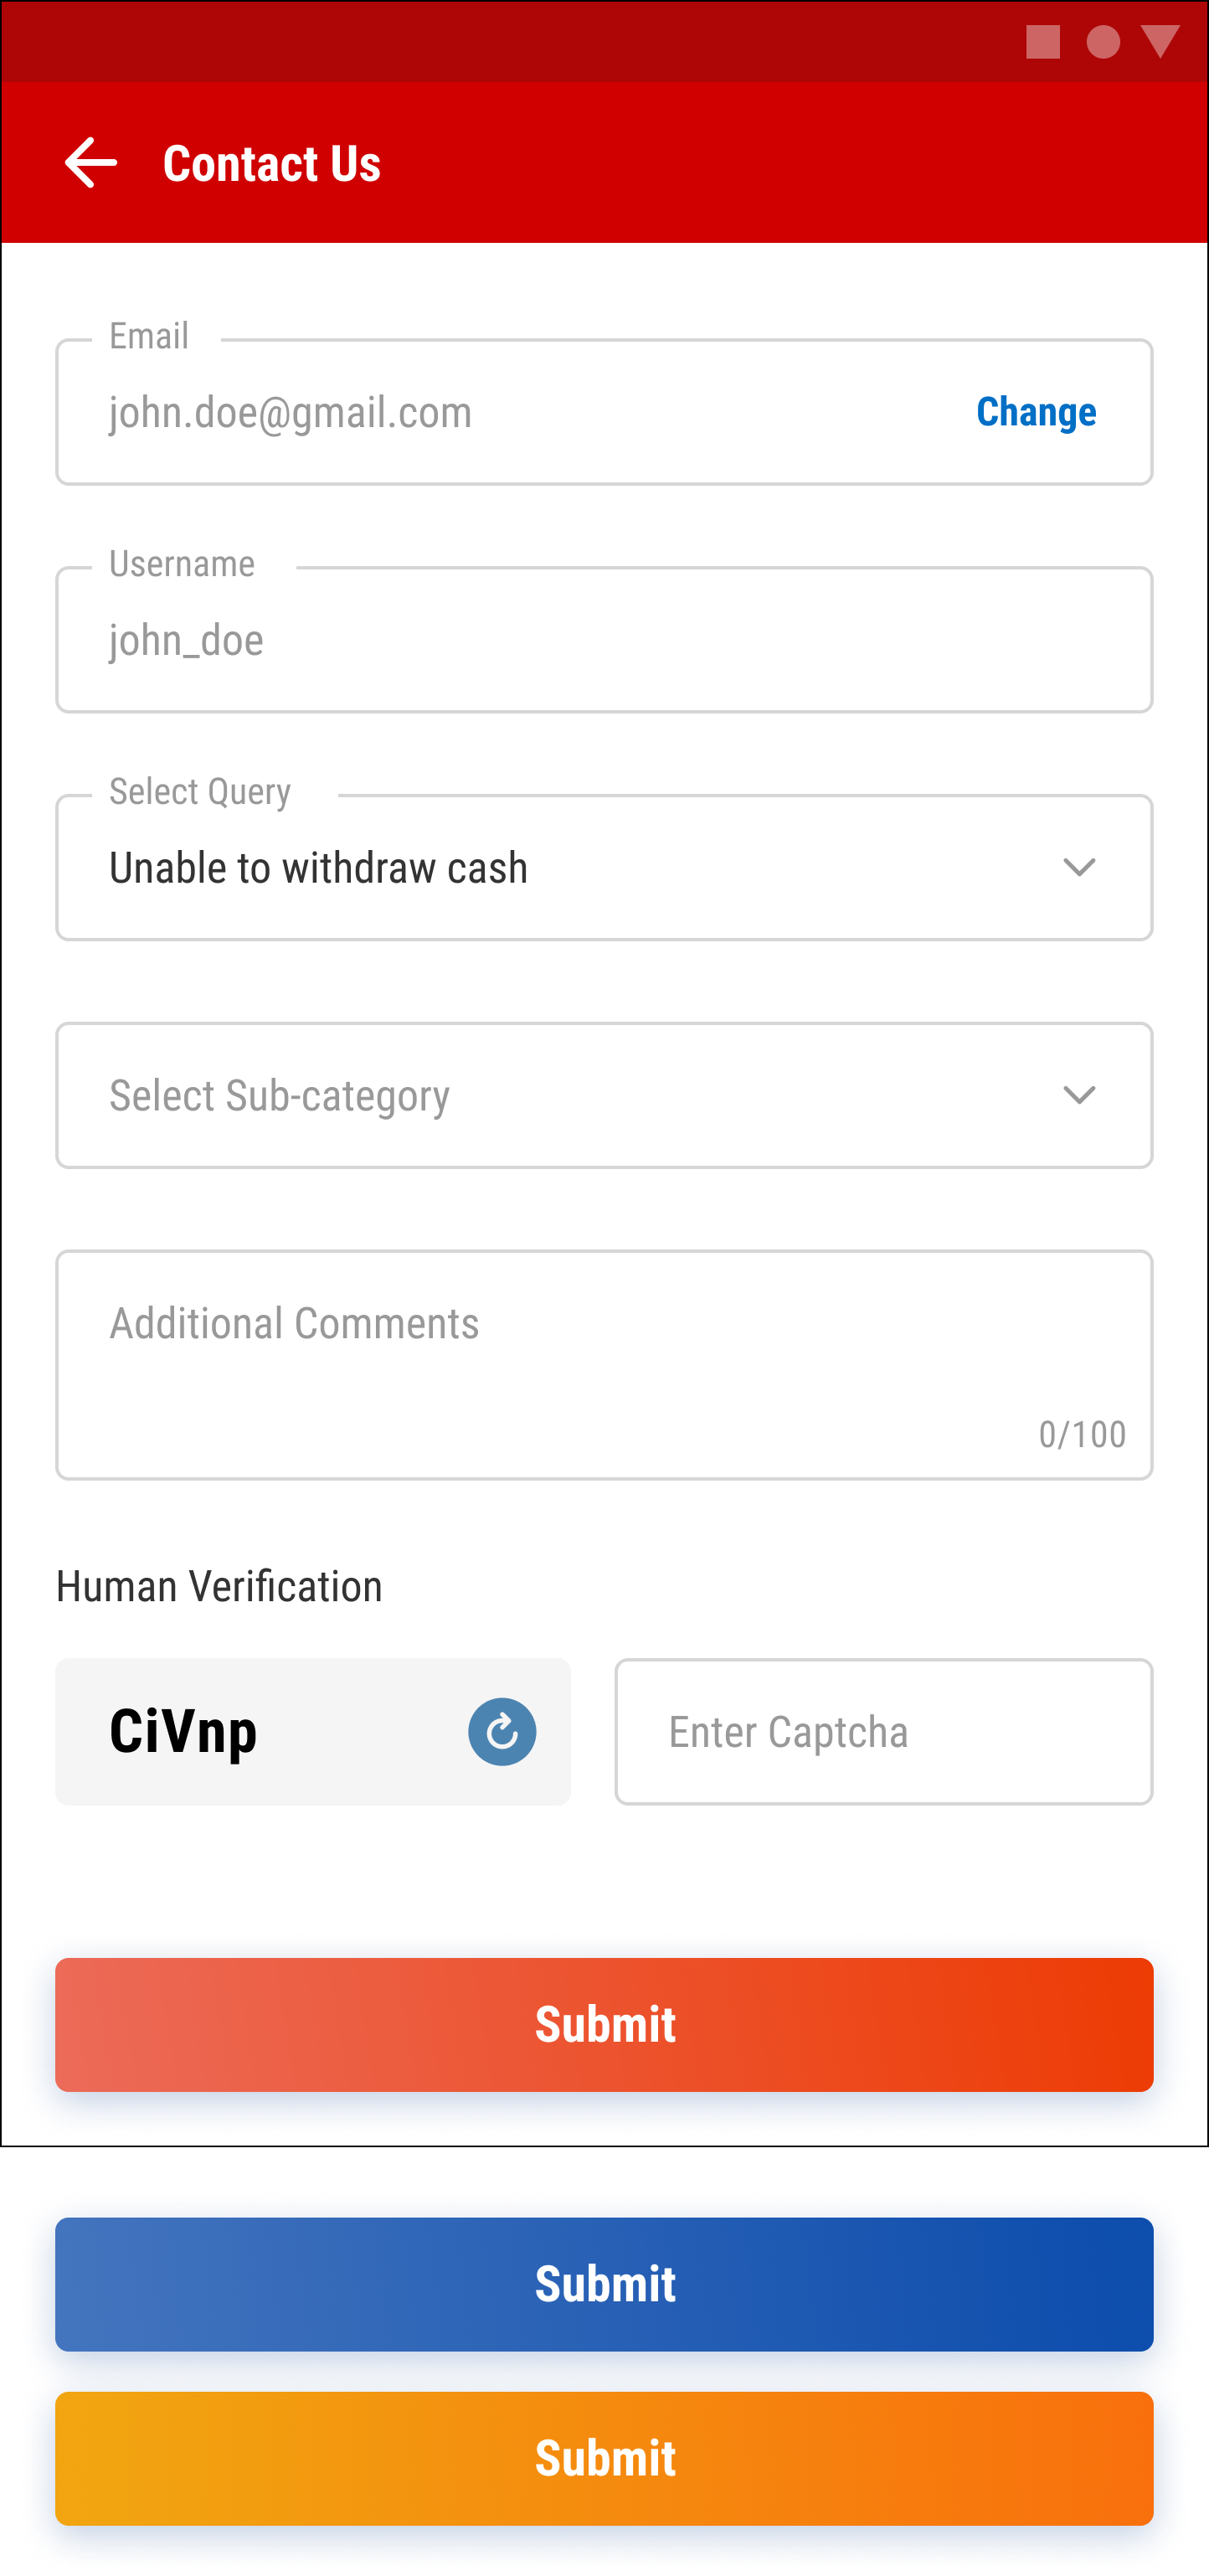 Contact Us
Email
john.doe@gmail.com
Change
Username
john_doe
Select Query
Unable to withdraw cash
Select Sub-category
Additional Comments
0/100
Human Verification
CiVnp
Enter Captcha
Submit
Submit
Submit